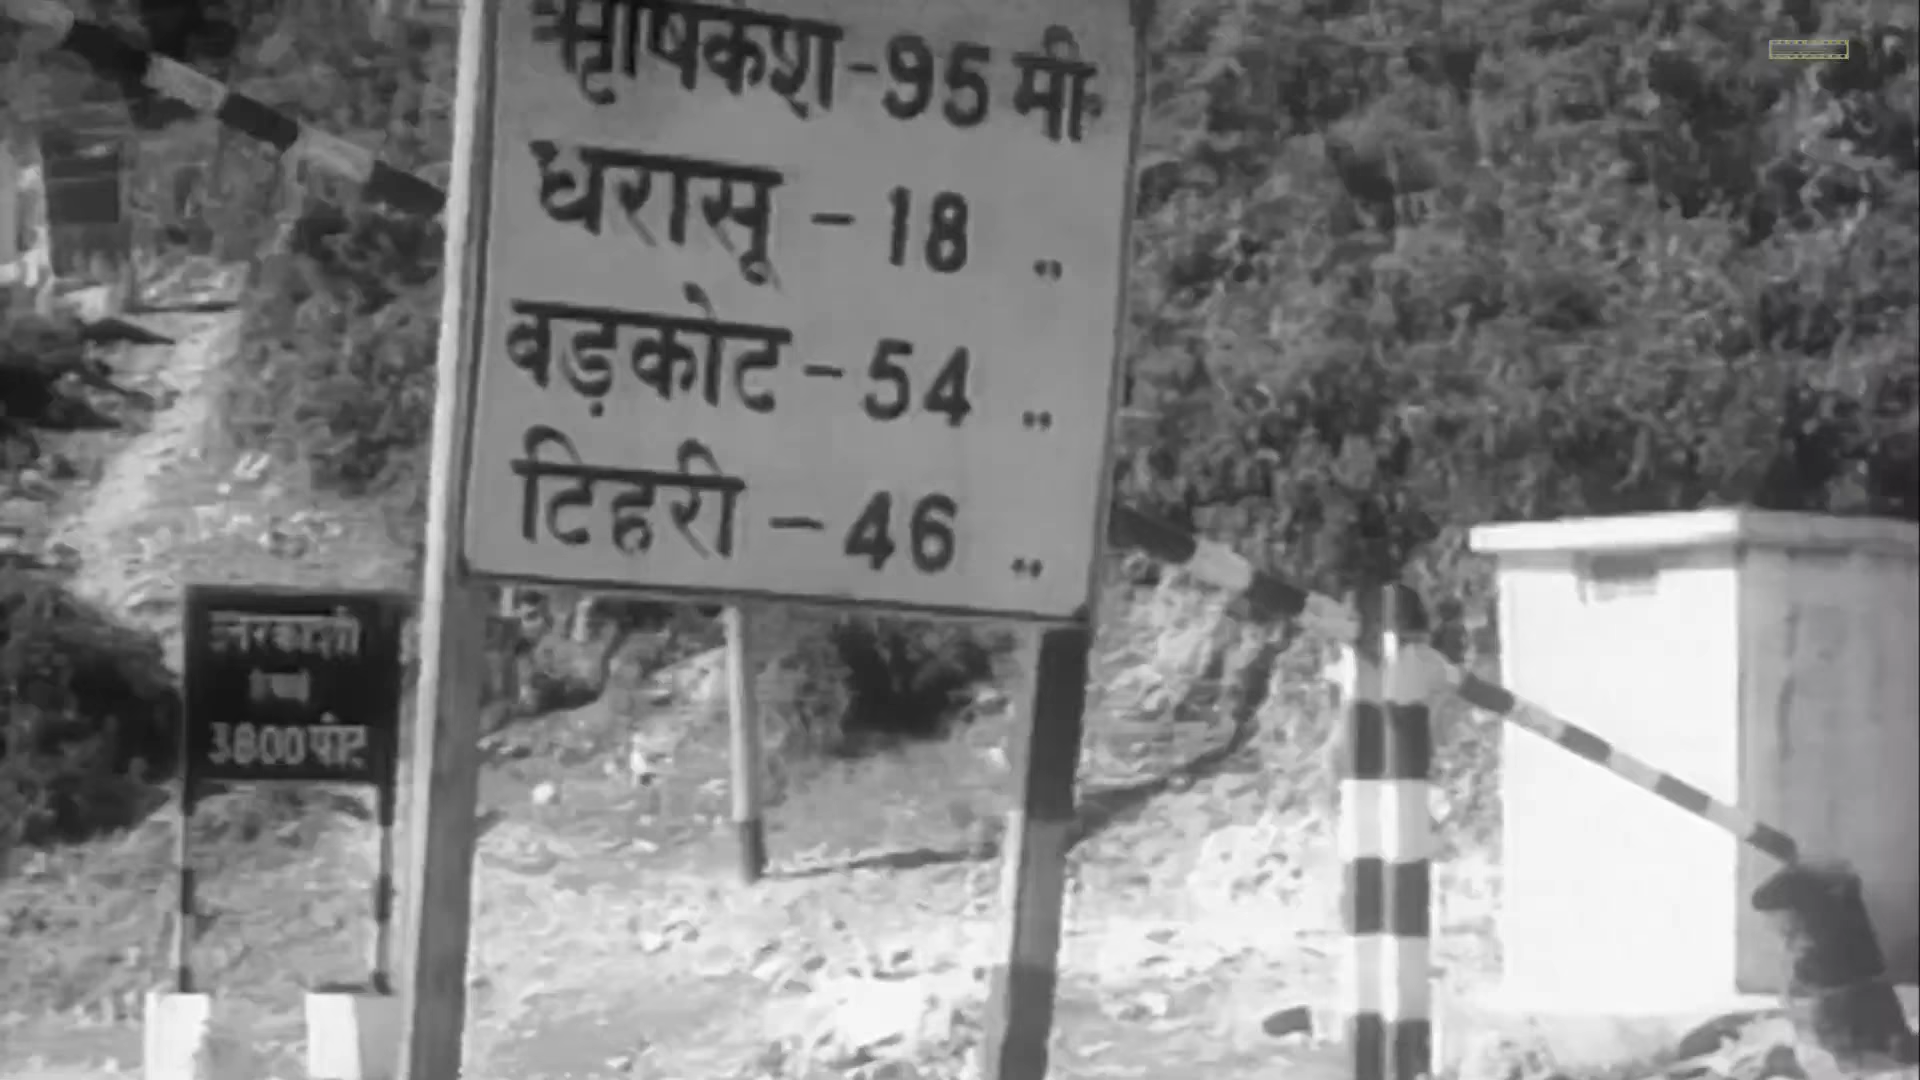 ऋषिकेश-95 मी.
धरासू - 18 ,,
बड़कोट - 54 ,,
टिहरी - 46 ,,
उत्तरकाशी
3800 फीट